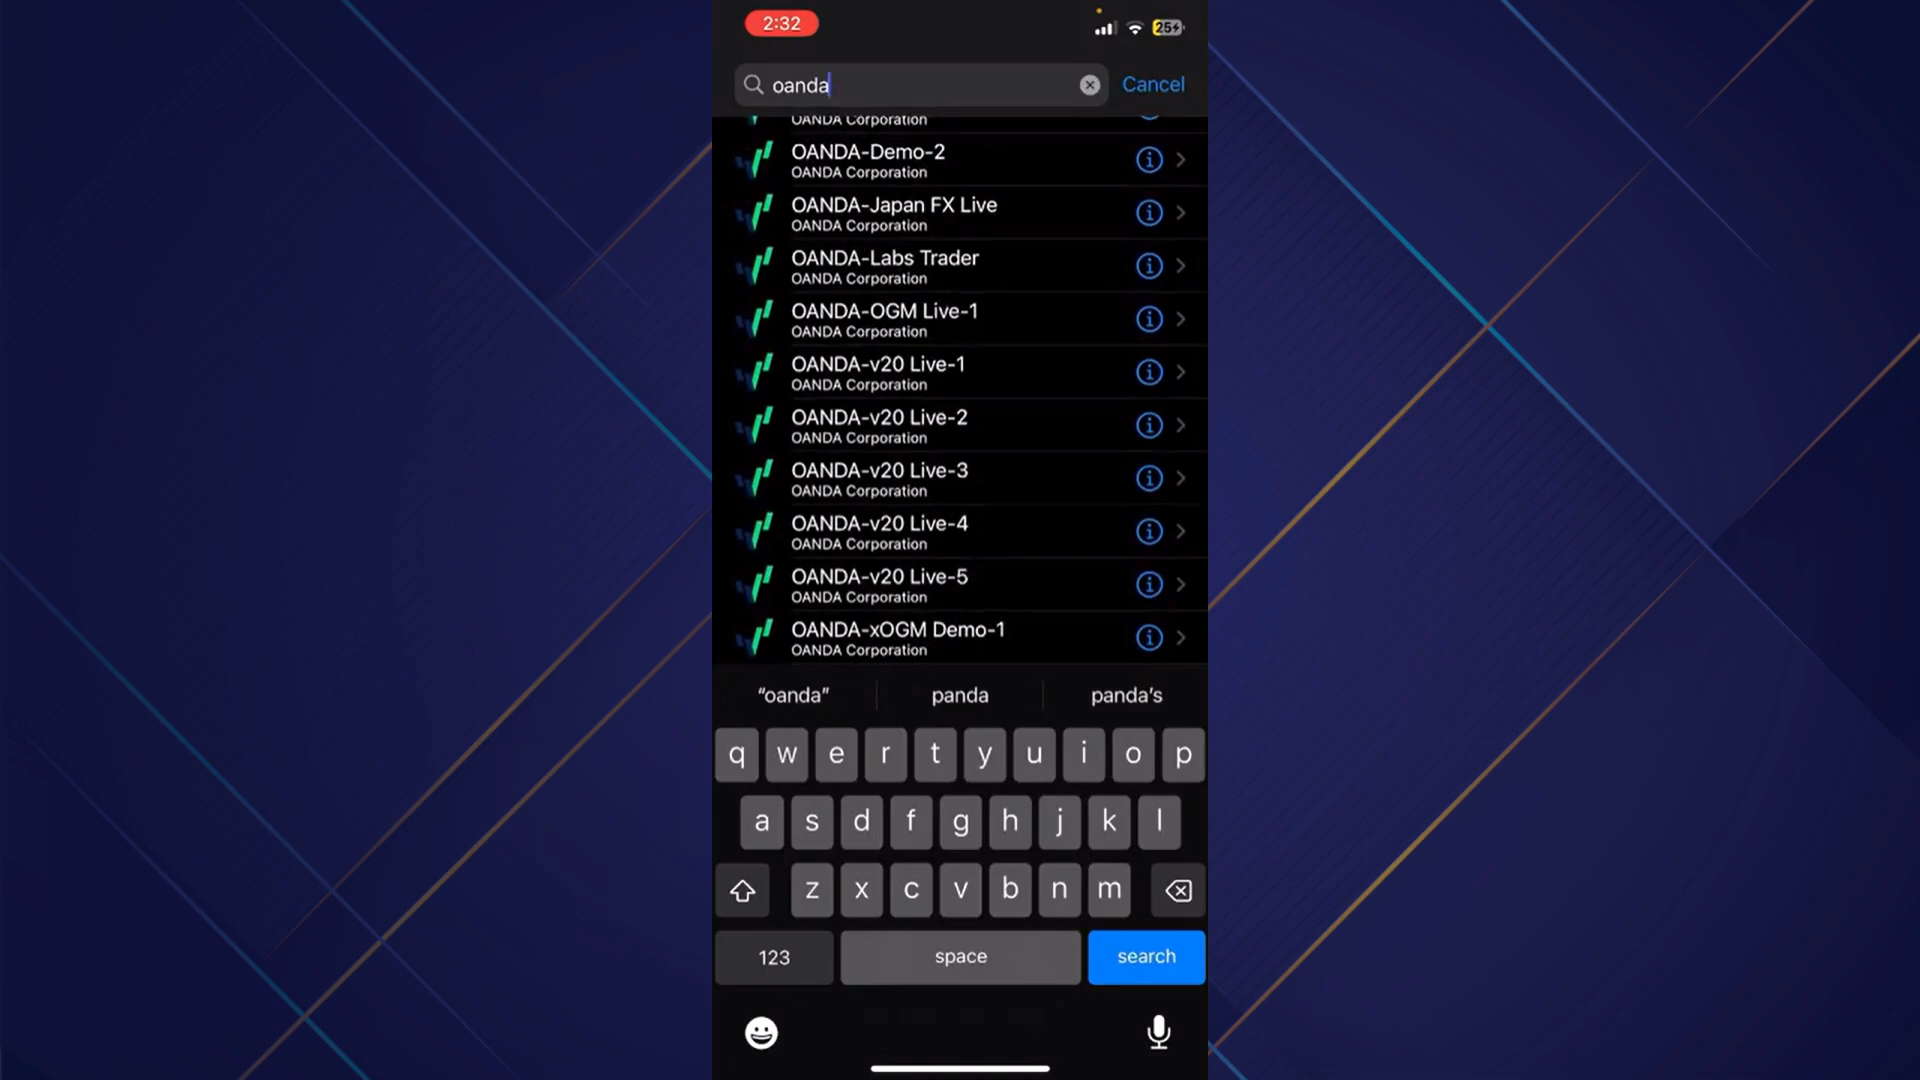 2:32
25
oanda
Cancel
OANDA Corporation
OANDA-Demo-2
OANDA Corporation
OANDA-Japan FX Live
OANDA Corporation
OANDA-Labs Trader
OANDA Corporation
OANDA-OGM Live-1
OANDA Corporation
OANDA-v20 Live-1
OANDA Corporation
OANDA-v20 Live-2
OANDA Corporation
OANDA-v20 Live-3
OANDA Corporation
OANDA-v20 Live-4
OANDA Corporation
OANDA-v20 Live-5
OANDA Corporation
OANDA-xOGM Demo-1
OANDA Corporation
“oanda” panda panda’s
q w e r t y u i o p
a s d f g h j k l
z x c v b n m
123 space search